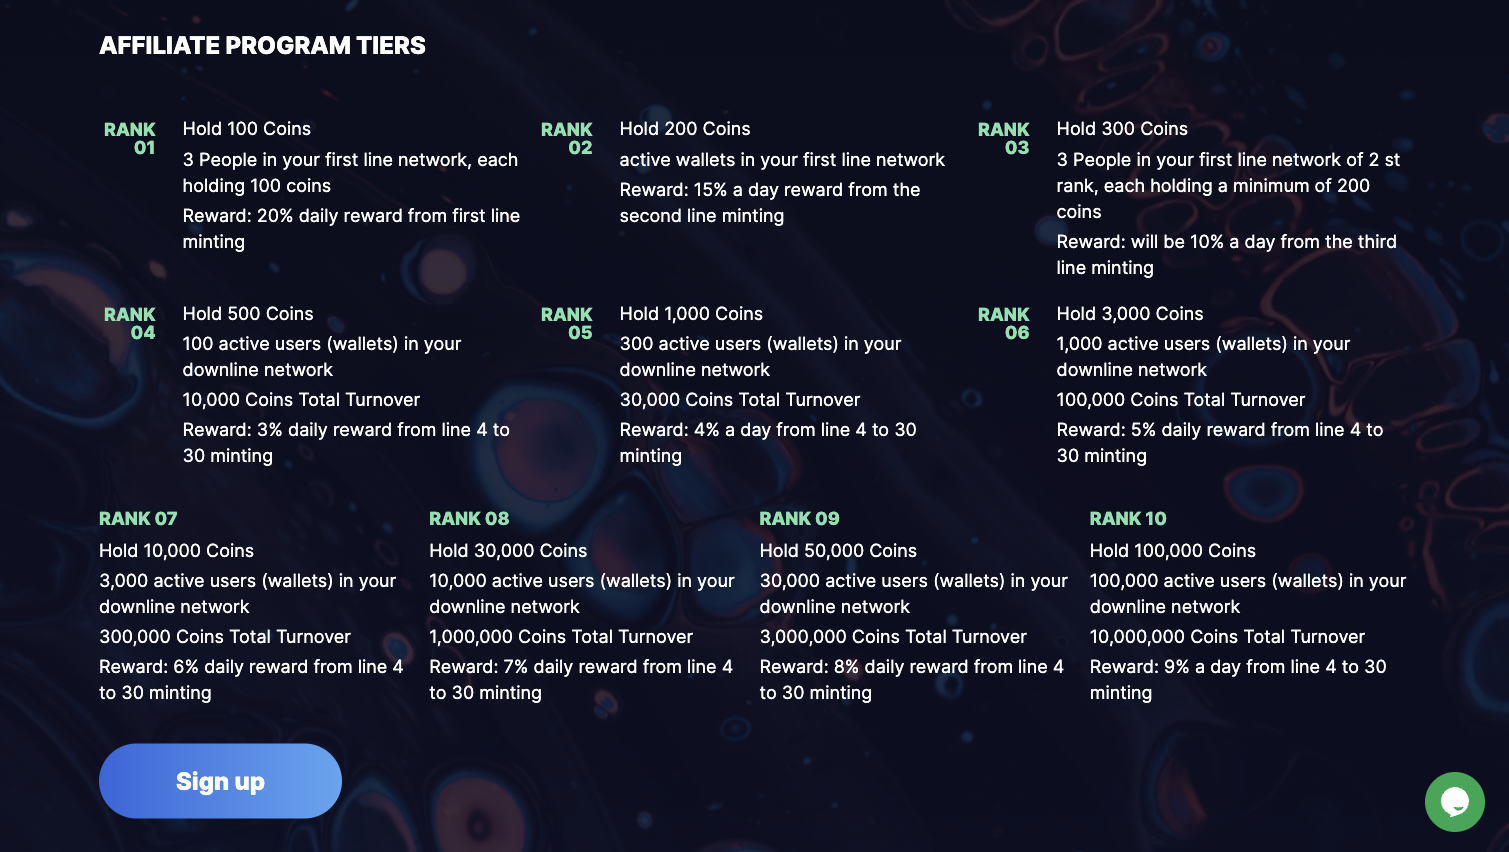 AFFILIATE PROGRAM TIERS
RANK
01
Hold 100 Coins
3 People in your first line network, each
holding 100 coins
Reward: 20% daily reward from first line
minting
RANK
02
Hold 200 Coins
active wallets in your first line network
Reward: 15% a day reward from the
second line minting
RANK
03
Hold 300 Coins
3 People in your first line network of 2 st
rank, each holding a minimum of 200
coins
Reward: will be 10% a day from the third
line minting
RANK
04
Hold 500 Coins
100 active users (wallets) in your
downline network
10,000 Coins Total Turnover
Reward: 3% daily reward from line 4 to
30 minting
RANK
05
Hold 1,000 Coins
300 active users (wallets) in your
downline network
30,000 Coins Total Turnover
Reward: 4% a day from line 4 to 30
minting
RANK
06
Hold 3,000 Coins
1,000 active users (wallets) in your
downline network
100,000 Coins Total Turnover
Reward: 5% daily reward from line 4 to
30 minting
RANK 07
Hold 10,000 Coins
3,000 active users (wallets) in your
downline network
300,000 Coins Total Turnover
Reward: 6% daily reward from line 4
to 30 minting
RANK 08
Hold 30,000 Coins
10,000 active users (wallets) in your
downline network
1,000,000 Coins Total Turnover
Reward: 7% daily reward from line 4
to 30 minting
RANK 09
Hold 50,000 Coins
30,000 active users (wallets) in your
downline network
3,000,000 Coins Total Turnover
Reward: 8% daily reward from line 4
to 30 minting
RANK 10
Hold 100,000 Coins
100,000 active users (wallets) in your
downline network
10,000,000 Coins Total Turnover
Reward: 9% a day from line 4 to 30
minting
Sign up